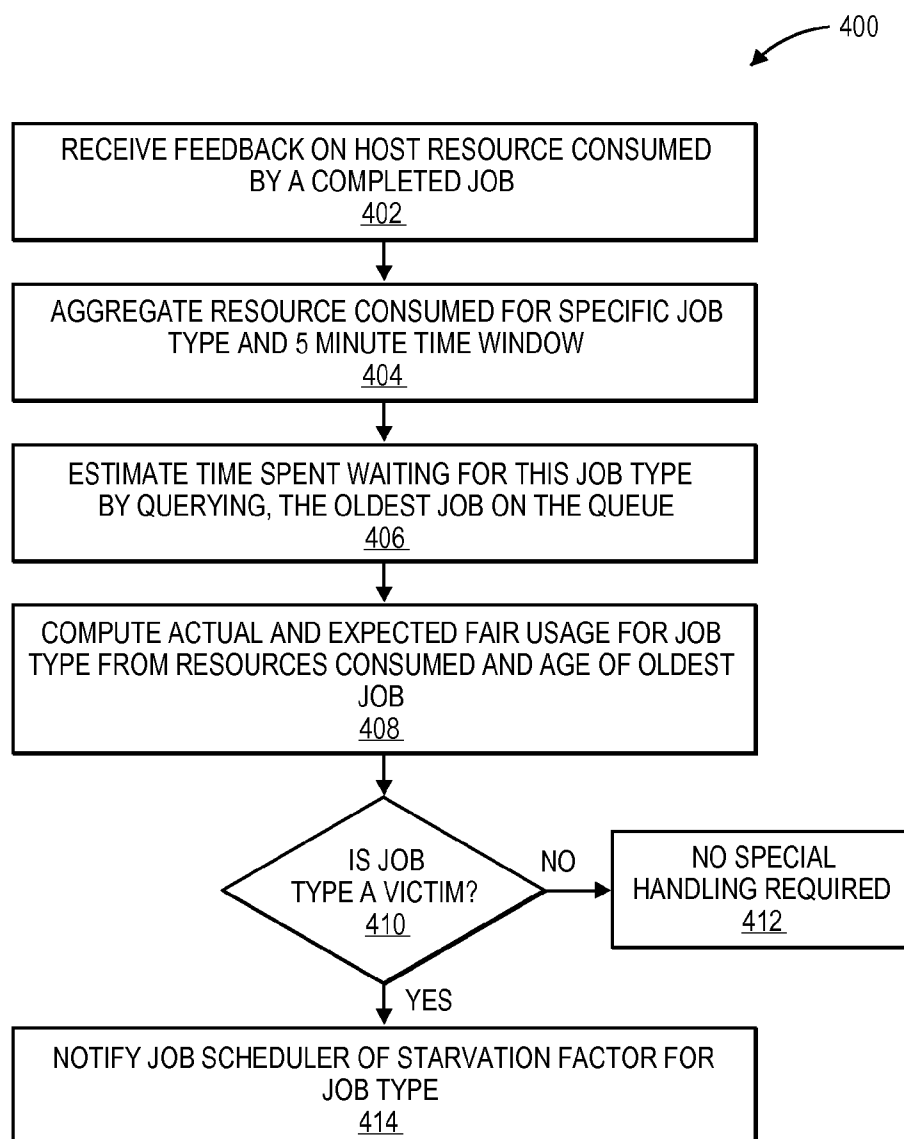 400
RECEIVE FEEDBACK ON HOST RESOURCE CONSUMED
BY A COMPLETED JOB
402
AGGREGATE RESOURCE CONSUMED FOR SPECIFIC JOB
TYPE AND 5 MINUTE TIME WINDOW
404
ESTIMATE TIME SPENT WAITING FOR THIS JOB TYPE
BY QUERYING, THE OLDEST JOB ON THE QUEUE
406
COMPUTE ACTUAL AND EXPECTED FAIR USAGE FOR JOB
TYPE FROM RESOURCES CONSUMED AND AGE OF OLDEST
JOB
408
IS JOB
TYPE A VICTIM?
410
NO
NO SPECIAL
HANDLING REQUIRED
412
YES
NOTIFY JOB SCHEDULER OF STARVATION FACTOR FOR
JOB TYPE
414